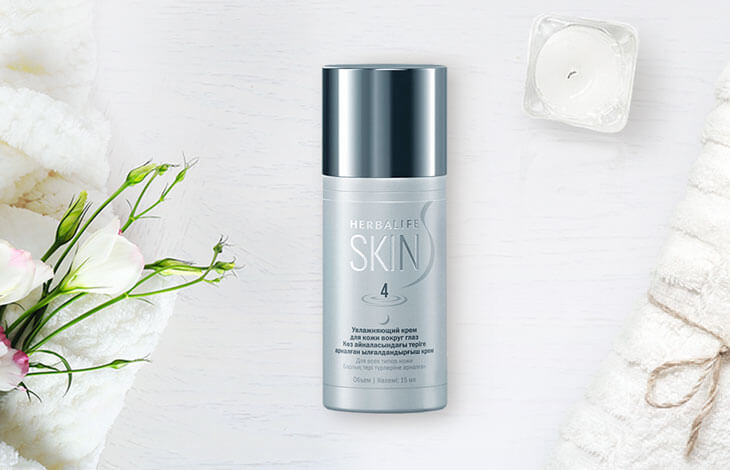 HERBALIFE
SKIN
4
Увлажняющий крем
для кожи вокруг глаз
Көз айналасындағы теріге
арналған ылғалдандырғыш крем
Для всех типов кожи
Барлық тері түрлеріне арналған
Объем | Көлемі: 15 мл